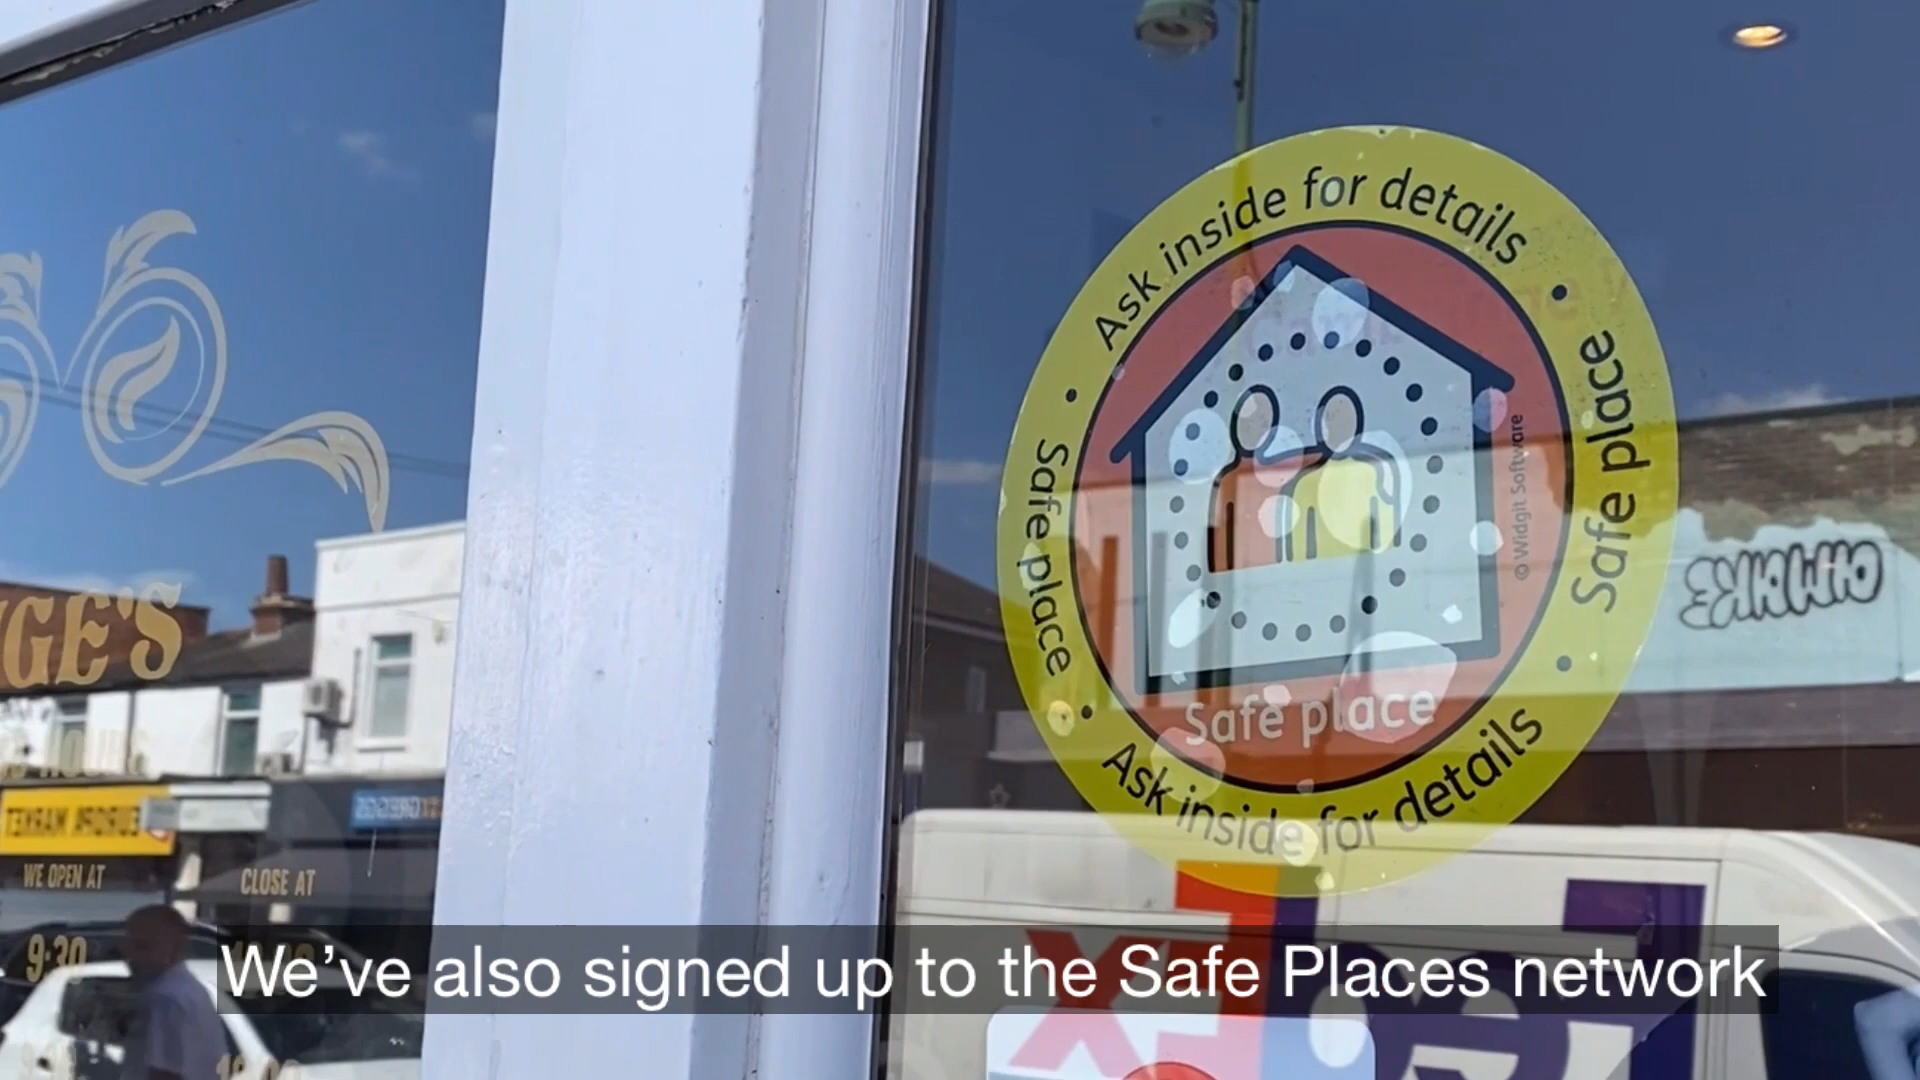 Ask inside for details
Safe place
Safe place
© Widgit Software
Safe place
Ask inside for details
GE'S
WE OPEN AT
CLOSE AT
9:30
We've also signed up to the Safe Places network